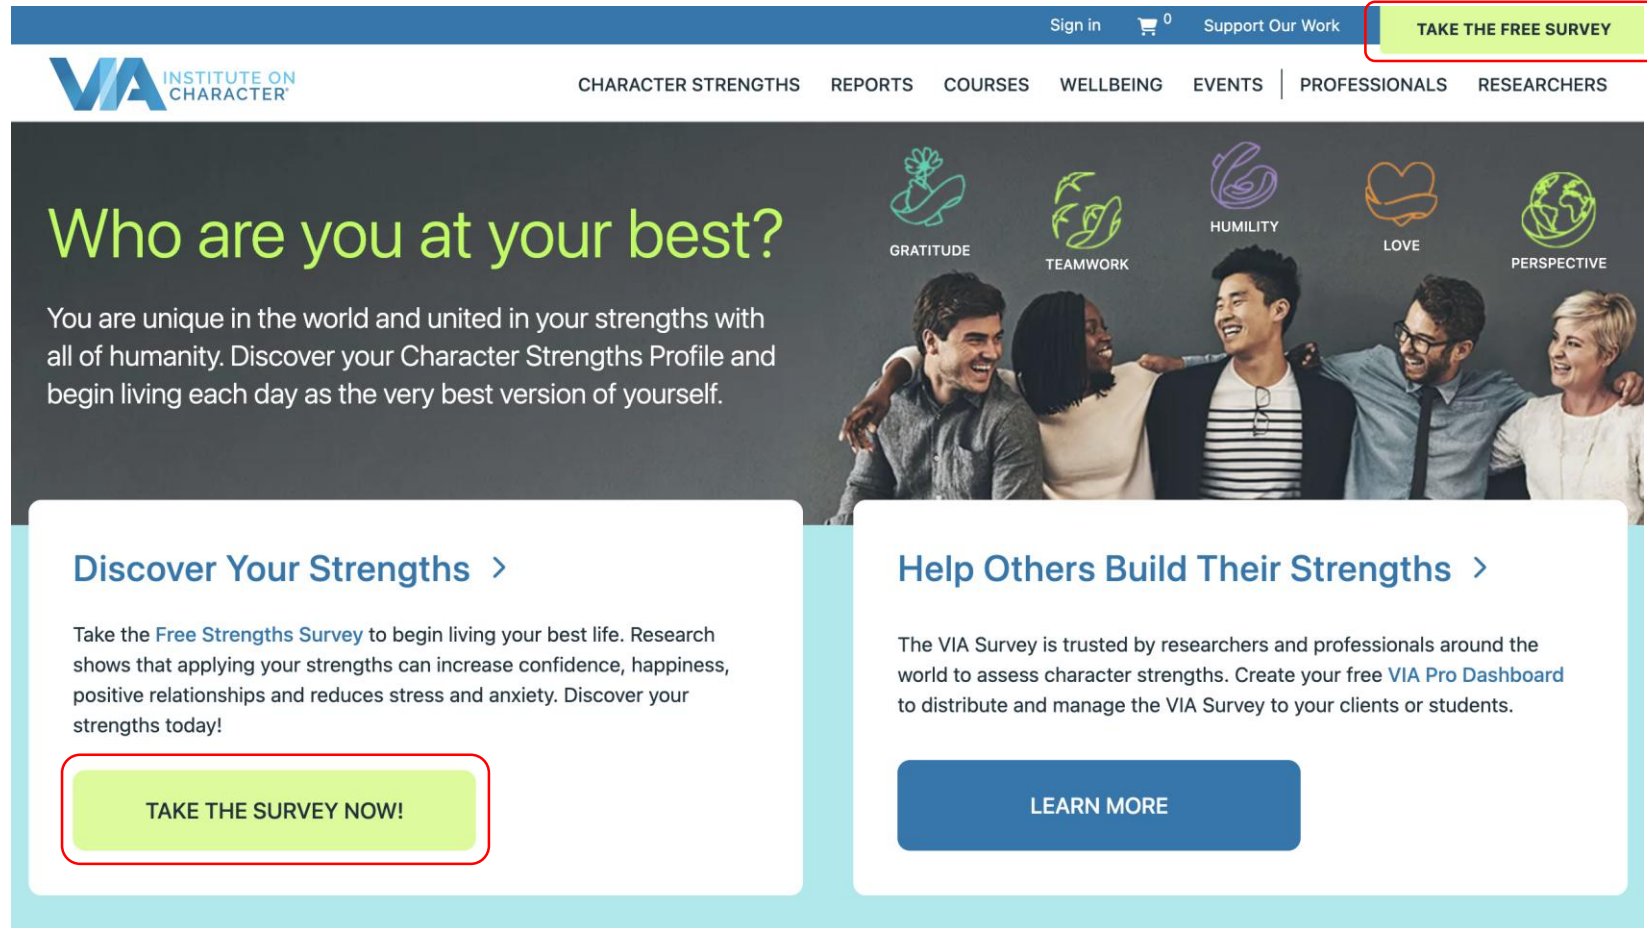 Sign in 0 Support Our Work TAKE THE FREE SURVEY
VIA INSTITUTE ON
CHARACTER®
CHARACTER STRENGTHS REPORTS COURSES WELLBEING EVENTS PROFESSIONALS RESEARCHERS
Who are you at your best?
You are unique in the world and united in your strengths with
all of humanity. Discover your Character Strengths Profile and
begin living each day as the very best version of yourself.
GRATITUDE
TEAMWORK
HUMILITY
LOVE
PERSPECTIVE
Discover Your Strengths >
Take the Free Strengths Survey to begin living your best life. Research
shows that applying your strengths can increase confidence, happiness,
positive relationships and reduces stress and anxiety. Discover your
strengths today!
TAKE THE SURVEY NOW!
Help Others Build Their Strengths >
The VIA Survey is trusted by researchers and professionals around the
world to assess character strengths. Create your free VIA Pro Dashboard
to distribute and manage the VIA Survey to your clients or students.
LEARN MORE